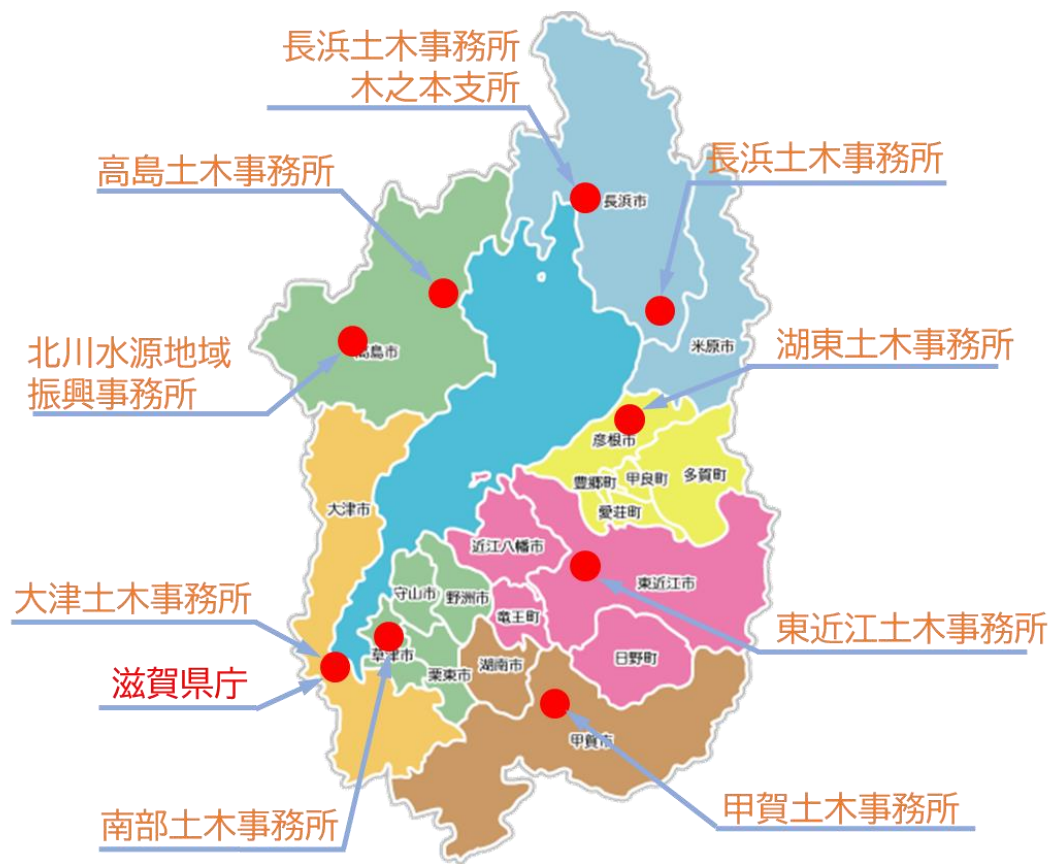 長浜土木事務所
木之本支所
長浜土木事務所
高島土木事務所
長浜市
北川水源地域
振興事務所
高島市
米原市
湖東土木事務所
彦根市
多賀町
豊郷町
甲良町
愛荘町
大津市
近江八幡市
東近江市
守山市
野洲市
竜王町
大津土木事務所
東近江土木事務所
草津市
日野町
湖南市
栗東市
滋賀県庁
甲賀市
南部土木事務所
甲賀土木事務所